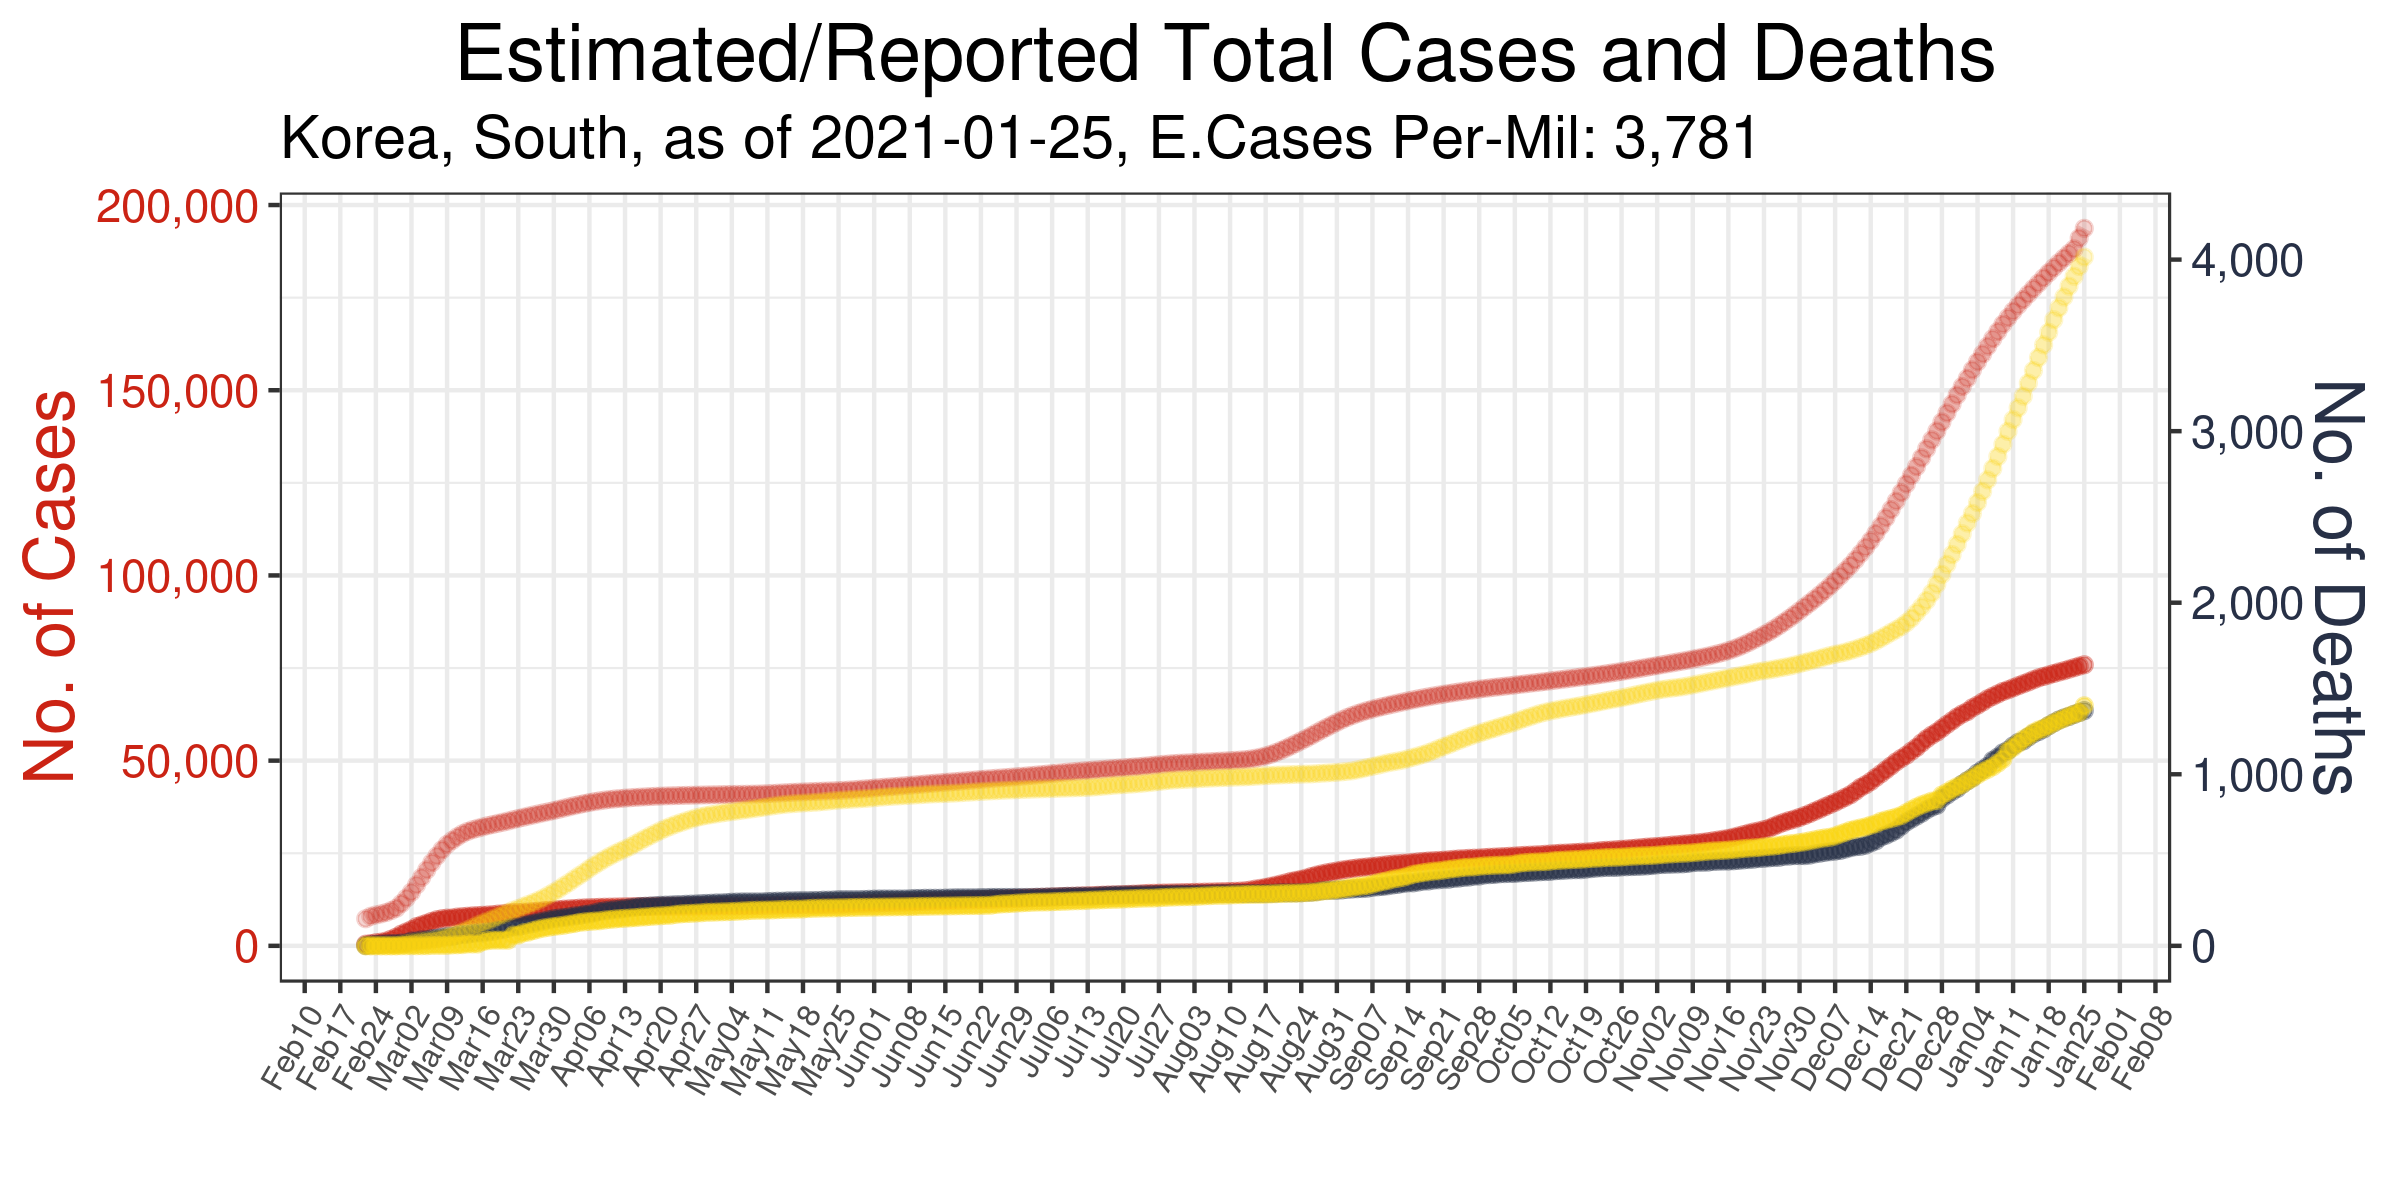 Estimated/Reported Total Cases and Deaths
Korea, South, as of 2021-01-25, E.Cases Per-Mil: 3,781
No. of Cases
200,000
150,000
100,000
50,000
0
4,000
3,000
2,000
1,000
0
No. of Deaths
Feb10
Feb17
Feb24
Mar02
Mar09
Mar16
Mar23
Mar30
Apr06
Apr13
Apr20
Apr27
May04
May11
May18
May25
Jun01
Jun08
Jun15
Jun22
Jun29
Jul06
Jul13
Jul20
Jul27
Aug03
Aug10
Aug17
Aug24
Aug31
Sep07
Sep14
Sep21
Sep28
Oct05
Oct12
Oct19
Oct26
Nov02
Nov09
Nov16
Nov23
Nov30
Dec07
Dec14
Dec21
Dec28
Jan04
Jan11
Jan18
Jan25
Feb01
Feb08